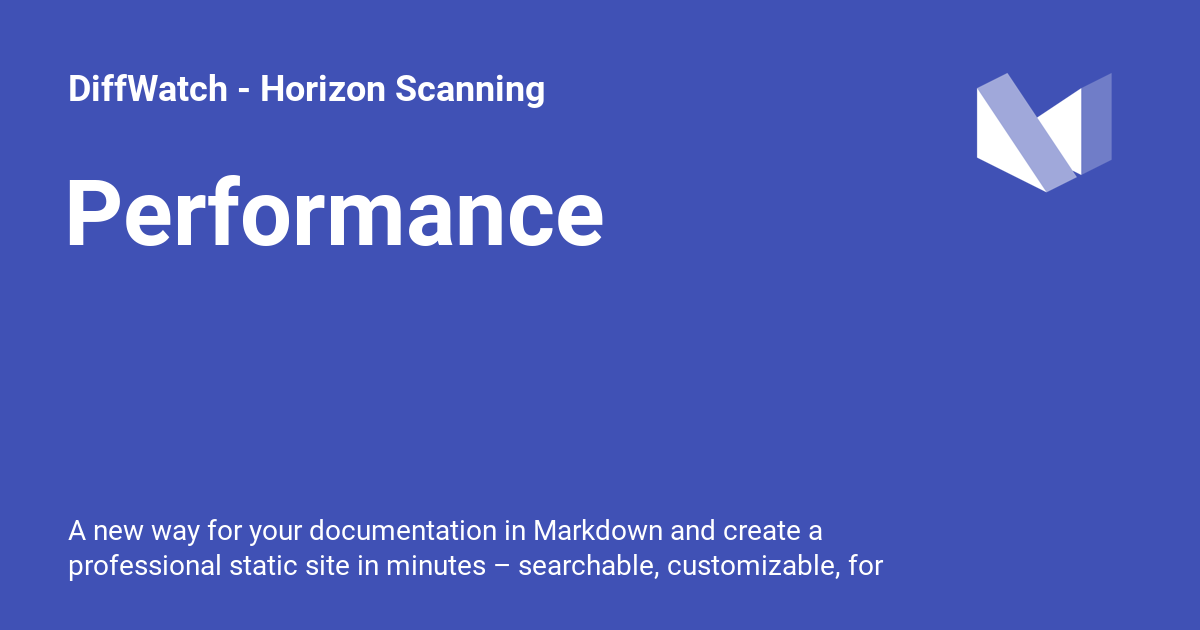 DiffWatch - Horizon Scanning
Performance
A new way for your documentation in Markdown and create a
professional static site in minutes – searchable, customizable, for